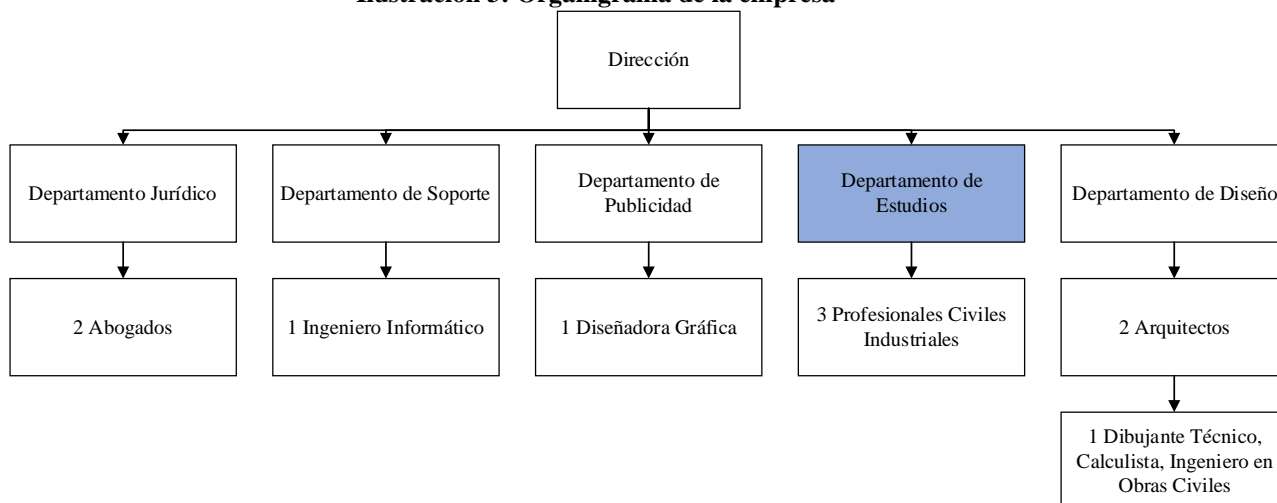 Ilustración Organigrama de la empresa
Dirección
Departamento Jurídico
Departamento de Soporte
Departamento de
Publicidad
Departamento de
Estudios
Departamento de Diseño
2 Abogados
1 Ingeniero Informático
1 Diseñadora Gráfica
3 Profesionales Civiles
Industriales
2 Arquitectos
1 Dibujante Técnico,
Calculista, Ingeniero en
Obras Civiles